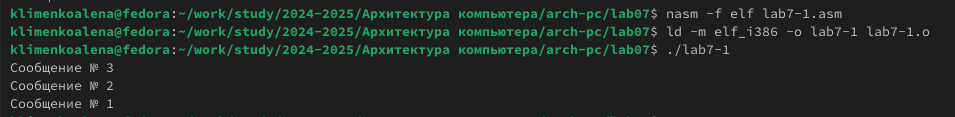 klimenkoalena@fedora:~/work/study/2024-2025/Архитектура компьютера/arch-pc/lab07$ nasm -f elf lab7-1.asm
klimenkoalena@fedora:~/work/study/2024-2025/Архитектура компьютера/arch-pc/lab07$ ld -m elf_i386 -o lab7-1 lab7-1.o
klimenkoalena@fedora:~/work/study/2024-2025/Архитектура компьютера/arch-pc/lab07$ ./lab7-1
Сообщение № 3
Сообщение № 2
Сообщение № 1